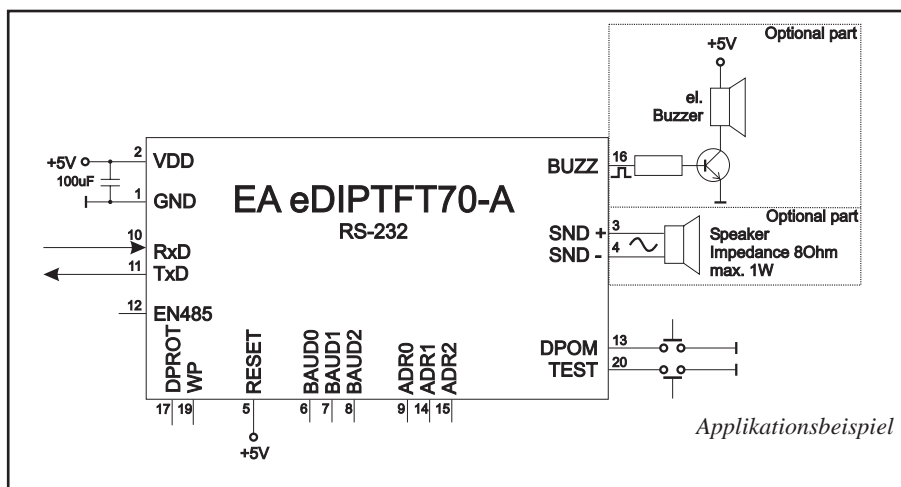 Optional part
+5V
el.
Buzzer
2
VDD
+5V
100uF
1
GND
EA eDIPTFT70-A
RS-232
BUZZ
16
Optional part
SND +
3
Speaker
SND -
4
Impedance 8Ohm
max. 1W
10
RxD
11
TxD
12
EN485
DPROT
WP
RESET
BAUD0
BAUD1
BAUD2
ADR0
ADR1
ADR2
DPOM
13
TEST
20
17
19
5
6
7
8
9
14
15
+5V
Applikationsbeispiel